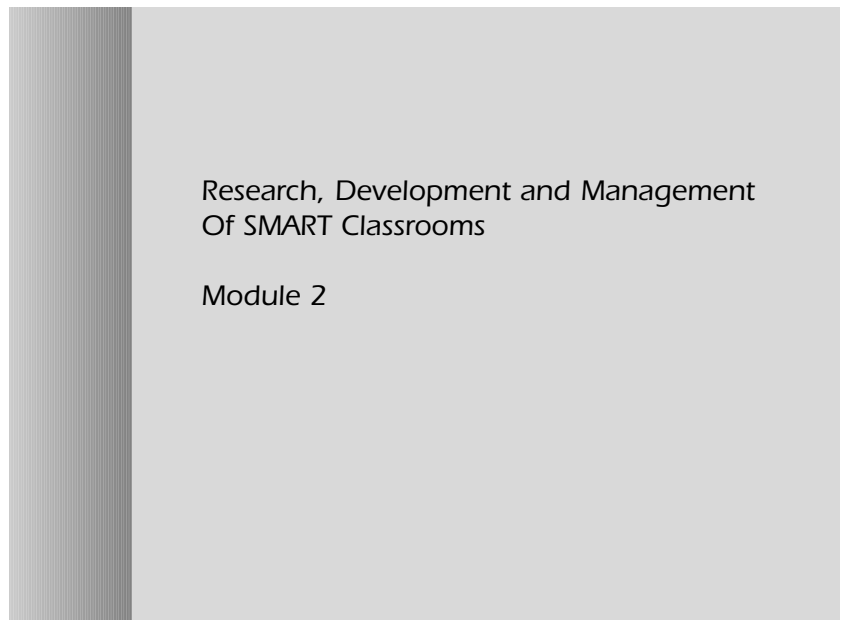 Research, Development and Management
Of SMART Classrooms
Module 2